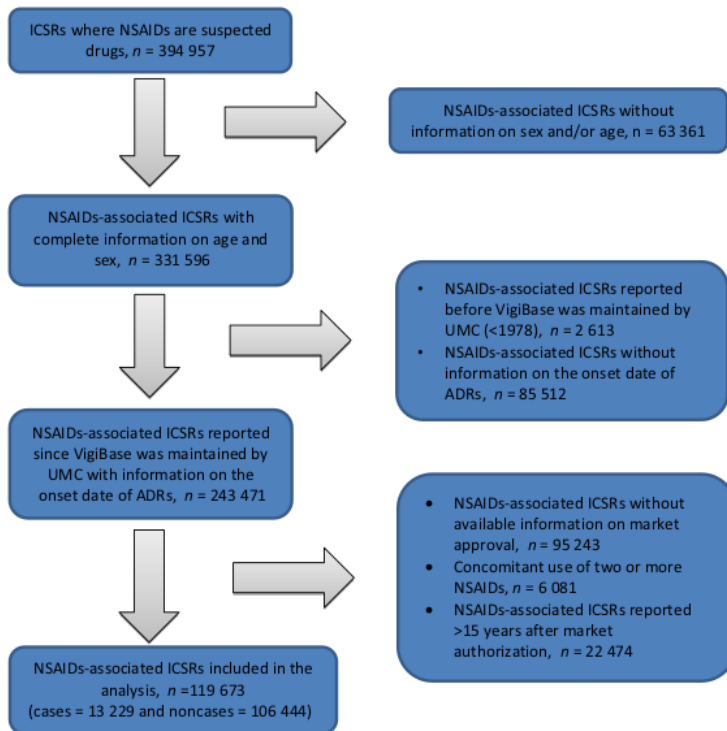 ICSRs where NSAIDs are suspected
drugs, n = 394 957
NSAIDs-associated ICSRs without
information on sex and/or age, n = 63 361
NSAIDs-associated ICSRs with
complete information on age and
sex, n = 331 596
• NSAIDs-associated ICSRs reported
before VigiBase was maintained by
UMC (<1978), n = 2 613
• NSAIDs-associated ICSRs without
information on the onset date of
ADRs, n = 85 512
NSAIDs-associated ICSRs reported
since VigiBase was maintained by
UMC with information on the
onset date of ADRs, n = 243 471
• NSAIDs-associated ICSRs without
available information on market
approval, n = 95 243
• Concomitant use of two or more
NSAIDs, n = 6 081
• NSAIDs-associated ICSRs reported
>15 years after market
authorization, n = 22 474
NSAIDs-associated ICSRs included in the
analysis, n =119 673
(cases = 13 229 and noncases = 106 444)